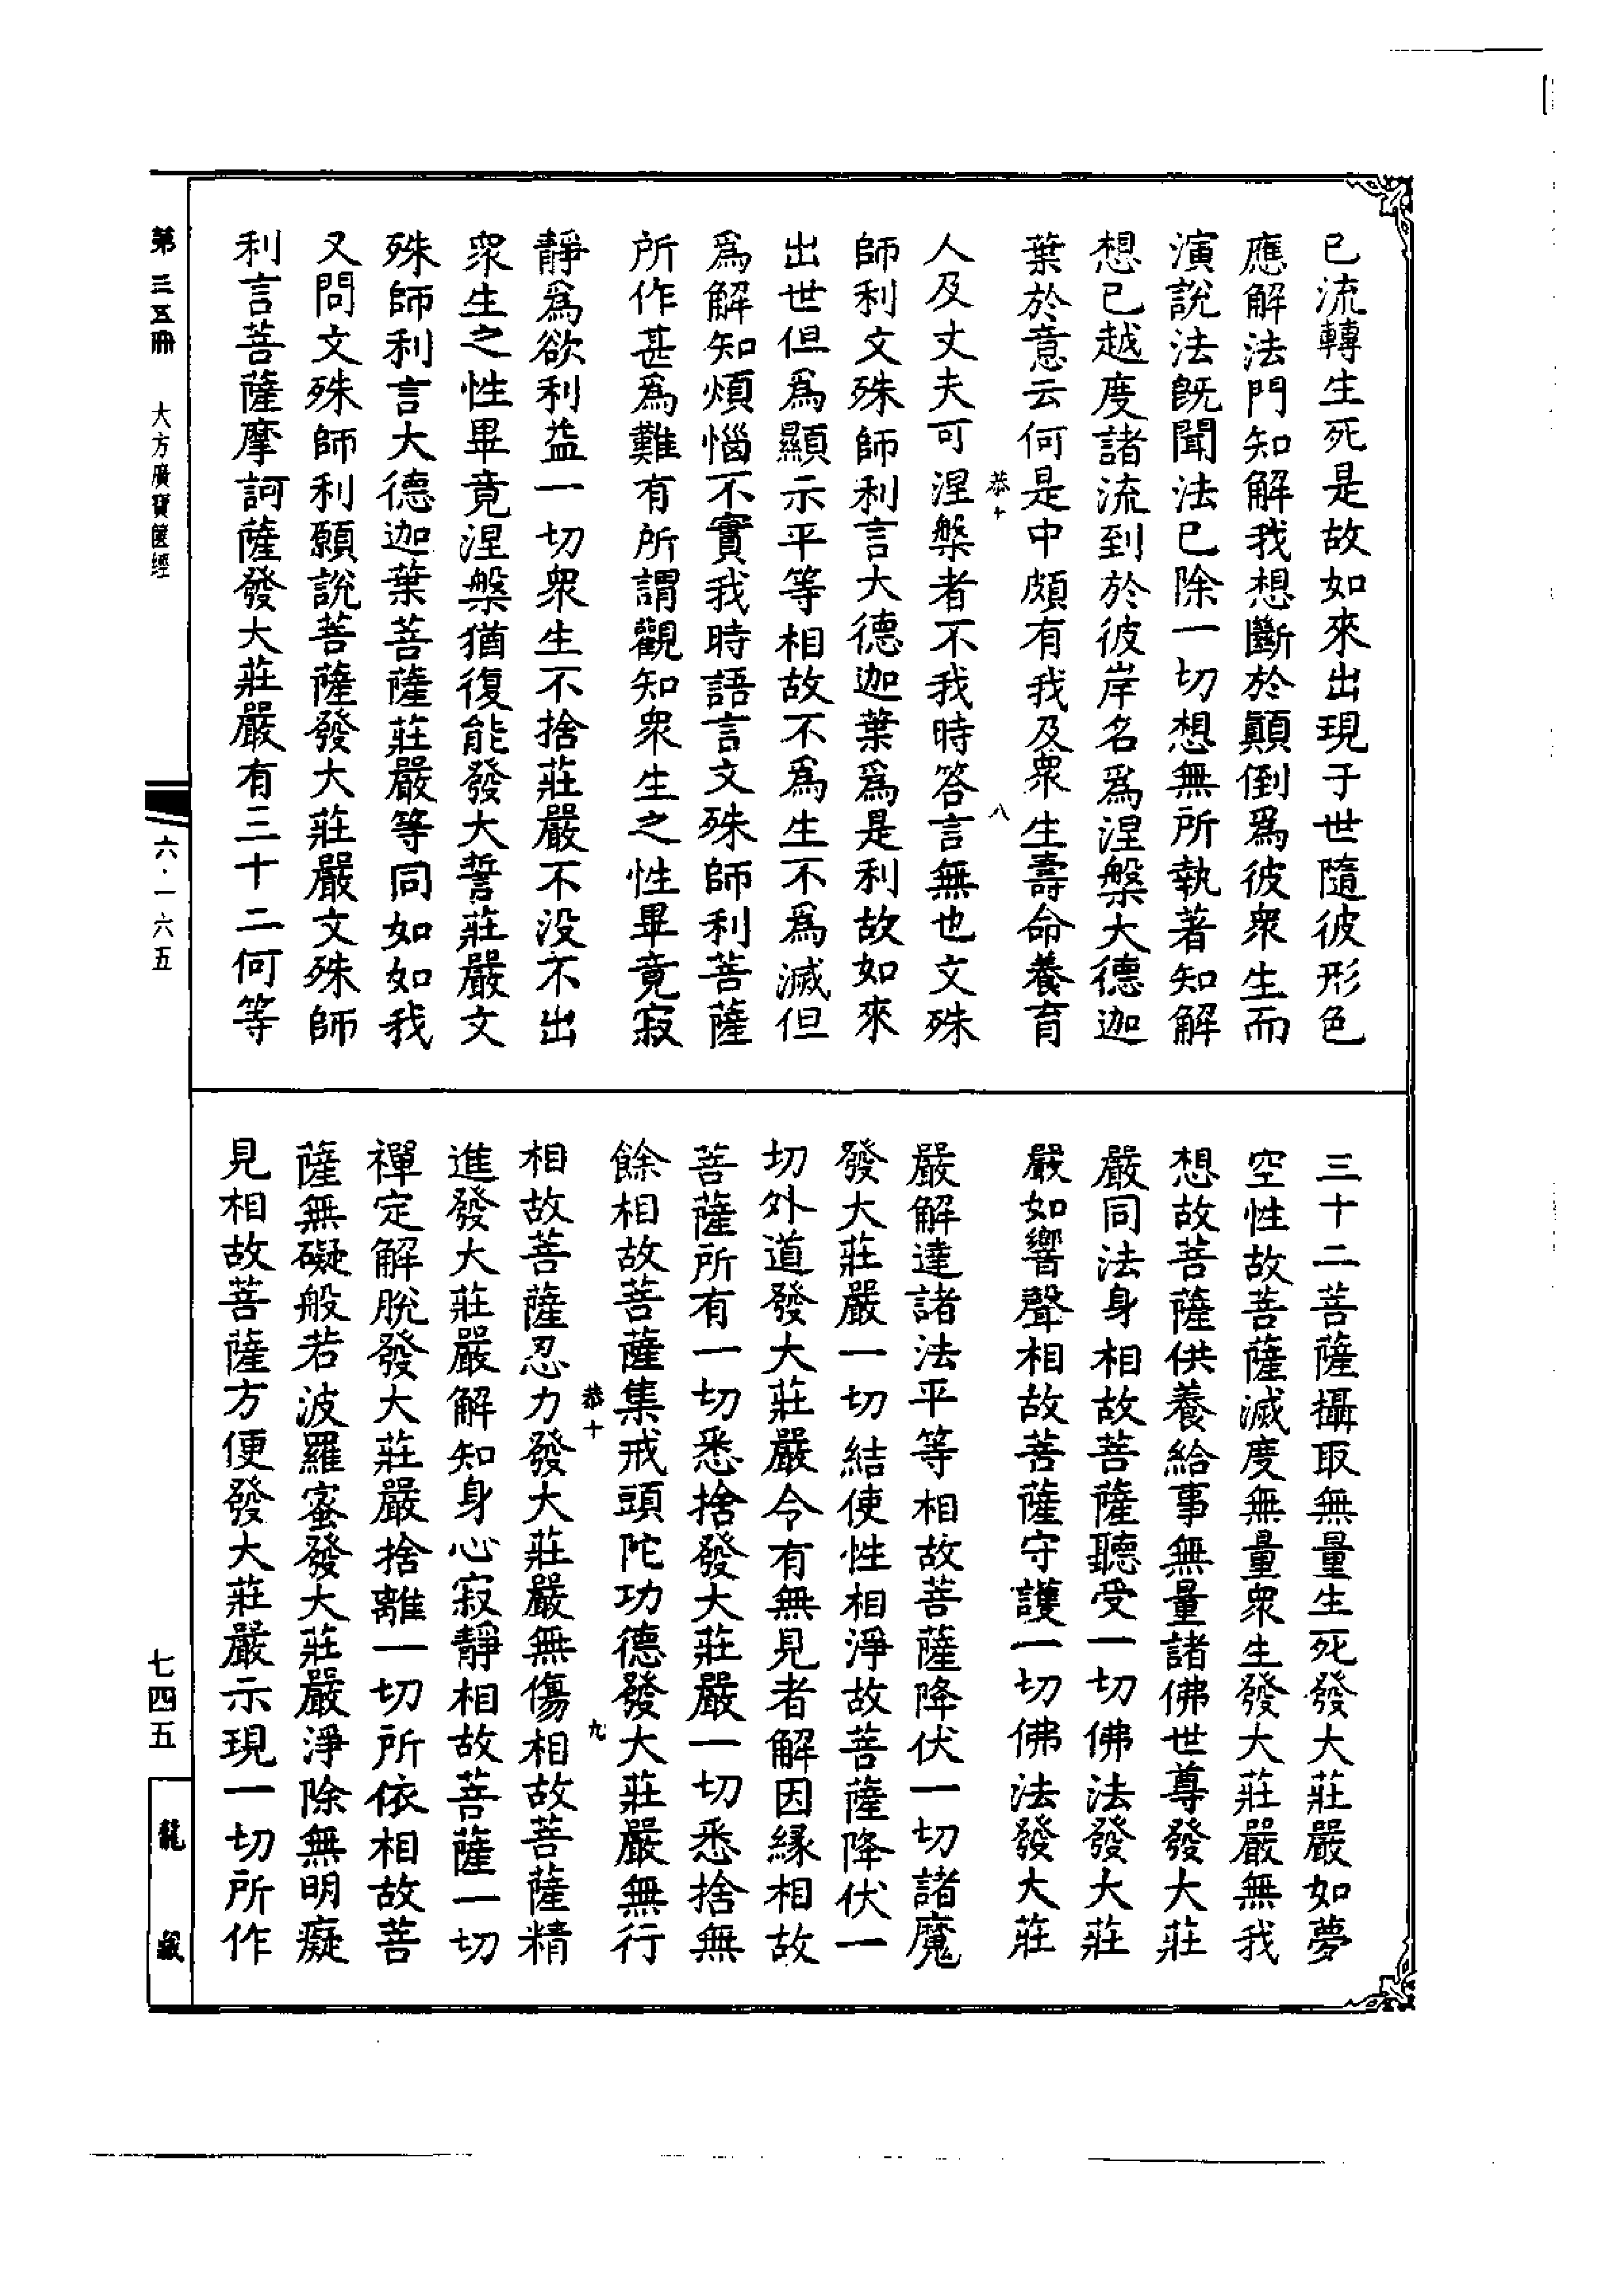 已流轉生死是故如來出現于世隨彼形色
應解法門知解我想斷於顛倒爲彼衆生而
演說法旣聞法已除一切想無所執著知解
想已越度諸流到於彼岸名爲涅槃大德迦
葉於意云何是中頗有我及衆生壽命養育
恭十 八
人及丈夫可涅槃者不我時答言無也文殊
師利文殊師利言大德迦葉爲是利故如來
出世但爲顯示平等相故不爲生不爲滅但
爲解知煩惱不實我時語言文殊師利菩薩
所作甚爲難有所謂觀知衆生之性畢竟寂
靜爲欲利益一切衆生不捨莊嚴不没不出
衆生之性畢竟涅槃猶復能發大誓莊嚴文
殊師利言大德迦葉菩薩莊嚴等同如如我
又問文殊師利願說菩薩發大莊嚴文殊師
利言菩薩摩訶薩發大莊嚴有三十二何等
三十二菩薩攝取無量生死發大莊嚴如夢
空性故菩薩滅度無量衆生發大莊嚴無我
想故菩薩供養給事無量諸佛世尊發大莊
嚴同法身相故菩薩聽受一切佛法發大莊
嚴如響聲相故菩薩守護一切佛法發大莊
嚴解達諸法平等相故菩薩降伏一切諸魔
發大莊嚴一切結使性相淨故菩薩降伏一
切外道發大莊嚴令有無見者解因緣相故
菩薩所有一切悉捨發大莊嚴一切悉捨無
餘相故菩薩集戒頭陀功德發大莊嚴無行
恭十 九
相故菩薩忍力發大莊嚴無傷相故菩薩精
進發大莊嚴解知身心寂靜相故菩薩一切
禪定解脫發大莊嚴捨離一切所依相故菩
薩無礙般若波羅蜜發大莊嚴淨除無明癡
見相故菩薩方便發大莊嚴示現一切所作
第三五冊 大方廣寶篋經 六·一六五 七四五 龍藏